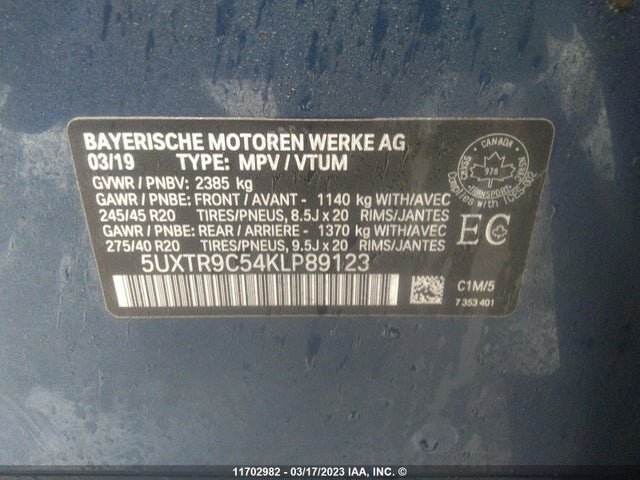 BAYERISCHE MOTOREN WERKE AG
03/19 TYPE: MPV / VTUM
GVWR / PNBV: 2385 kg
GAWR / PNBE: FRONT / AVANT - 1140 kg WITH/AVEC
245/45 R20 TIRES/PNEUS, 8.5J x 20 RIMS/JANTES
GAWR / PNBE: REAR / ARRIERE - 1370 kg WITH/AVEC
275/40 R20 TIRES/PNEUS, 9.5J x 20 RIMS/JANTES
5UXTR9C54KLP89123
CANADA
978
TRANSPORT
EC
C1M/5
7 353 401
11702982 - 03/17/2023 IAA, INC. ©